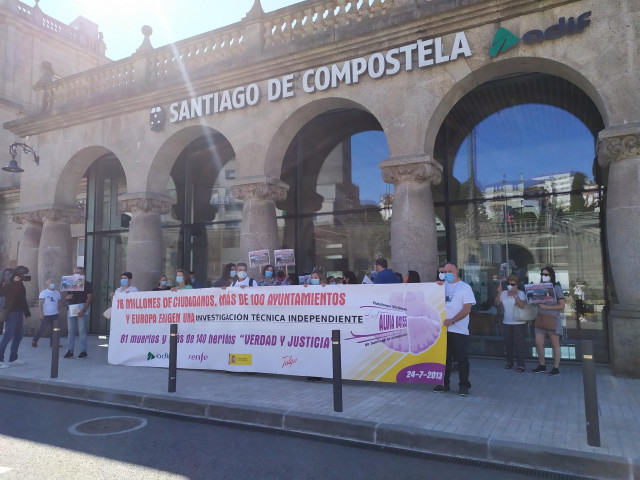 SANTIAGO DE COMPOSTELA adif
16 MILLONES DE CIUDADANOS, MÁS DE 100 AYUNTAMIENTOS
Y EUROPA EXIGEN UNA INVESTIGACIÓN TÉCNICA INDEPENDIENTE
81 muertos y más de 140 heridos "VERDAD Y JUSTICIA"
adif renfe Talgo
ALVIA 04155
24-7-2013